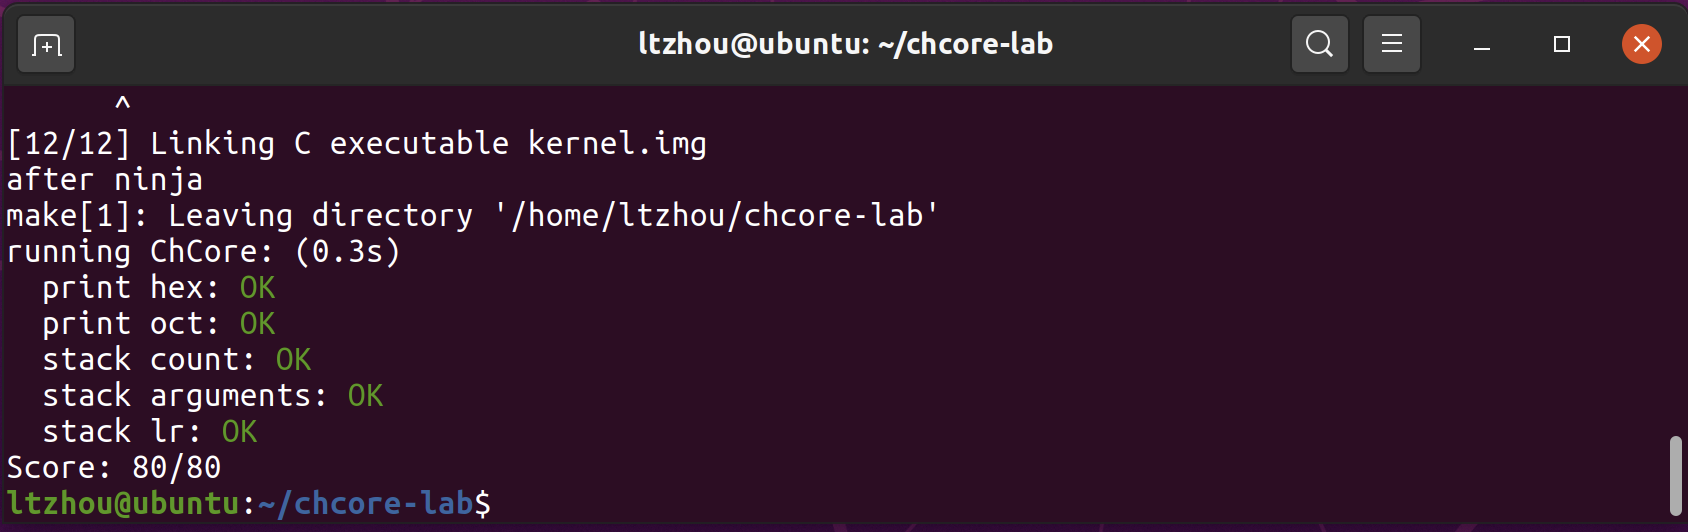 ltzhou@ubuntu: ~/chcore-lab
^
[12/12] Linking C executable kernel.img
after ninja
make[1]: Leaving directory '/home/ltzhou/chcore-lab'
running ChCore: (0.3s)
  print hex: OK
  print oct: OK
  stack count: OK
  stack arguments: OK
  stack lr: OK
Score: 80/80
ltzhou@ubuntu:~/chcore-lab$